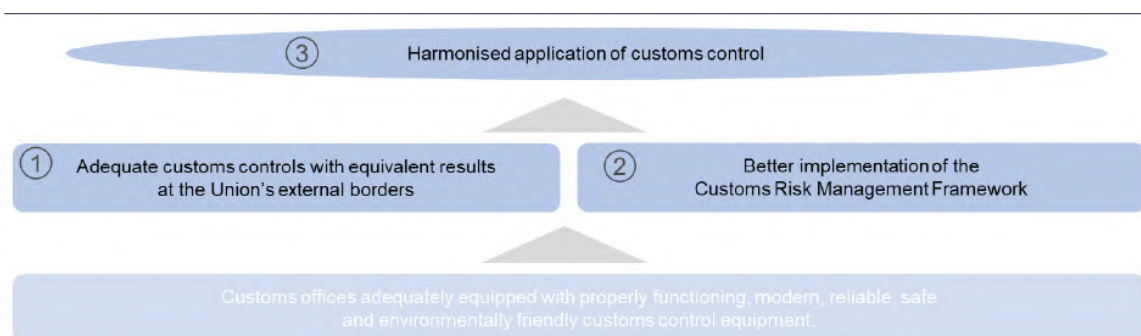 ③ Harmonised application of customs control
① Adequate customs controls with equivalent results
at the Union's external borders
② Better implementation of the
Customs Risk Management Framework
Customs offices adequately equipped with properly functioning, modern, reliable, safe
and environmentally friendly customs control equipment.